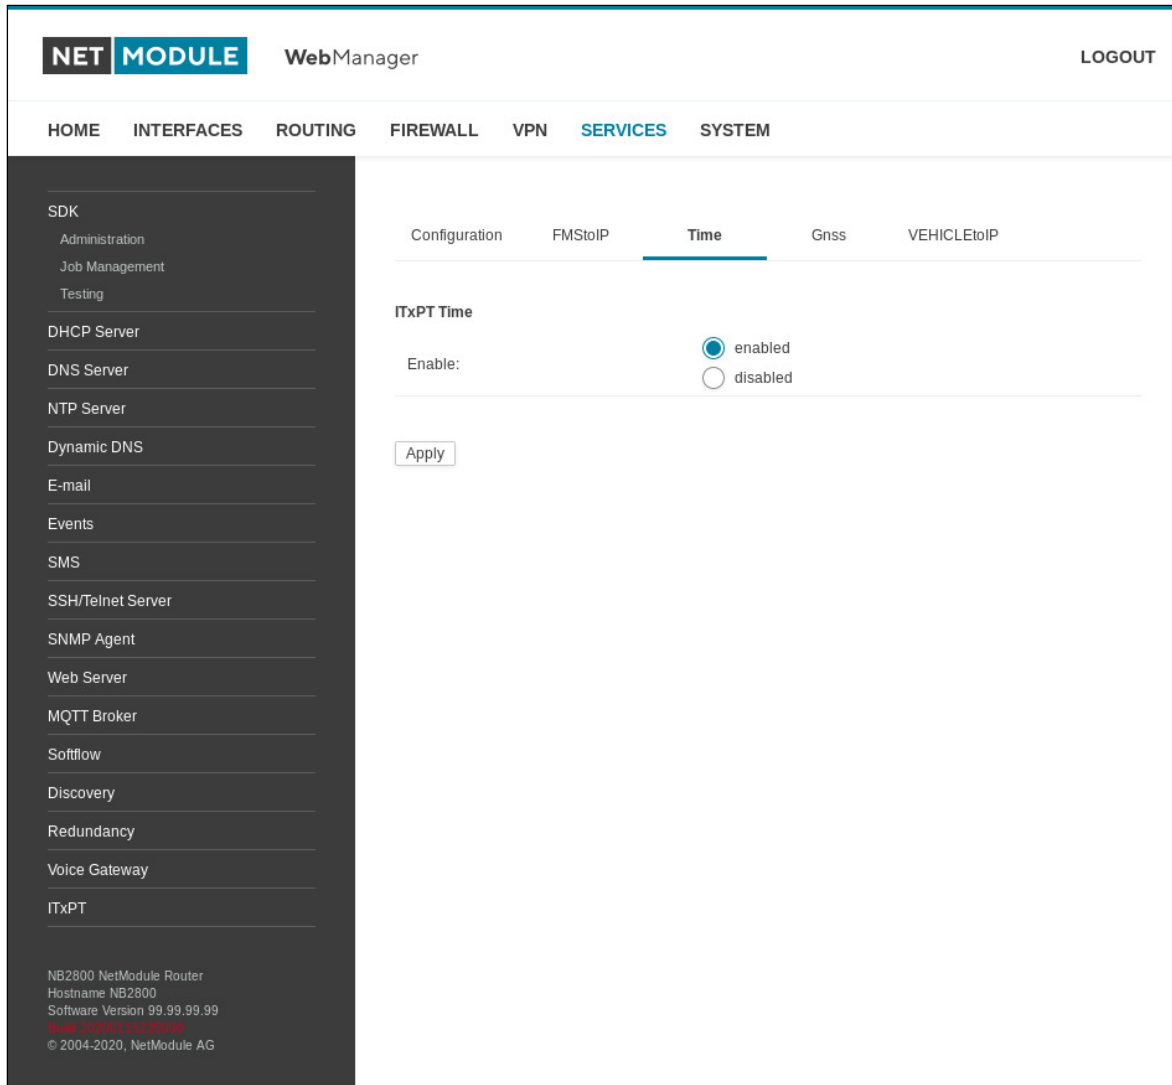 NET MODULE WebManager LOGOUT
HOME INTERFACES ROUTING FIREWALL VPN SERVICES SYSTEM
SDK
Administration
Job Management
Testing
DHCP Server
DNS Server
NTP Server
Dynamic DNS
E-mail
Events
SMS
SSH/Telnet Server
SNMP Agent
Web Server
MQTT Broker
Softflow
Discovery
Redundancy
Voice Gateway
ITxPT
NB2800 NetModule Router
Hostname NB2800
Software Version 99.99.99.99
Build
© 2004-2020, NetModule AG
Configuration FMStoIP Time Gnss VEHICLEtoIP
ITxPT Time
Enable:
enabled
disabled
Apply